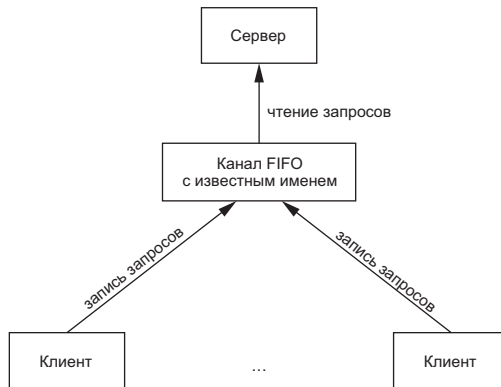 Сервер
чтение запросов
Канал FIFO
с известным именем
запись запросов
запись запросов
Клиент
...
Клиент